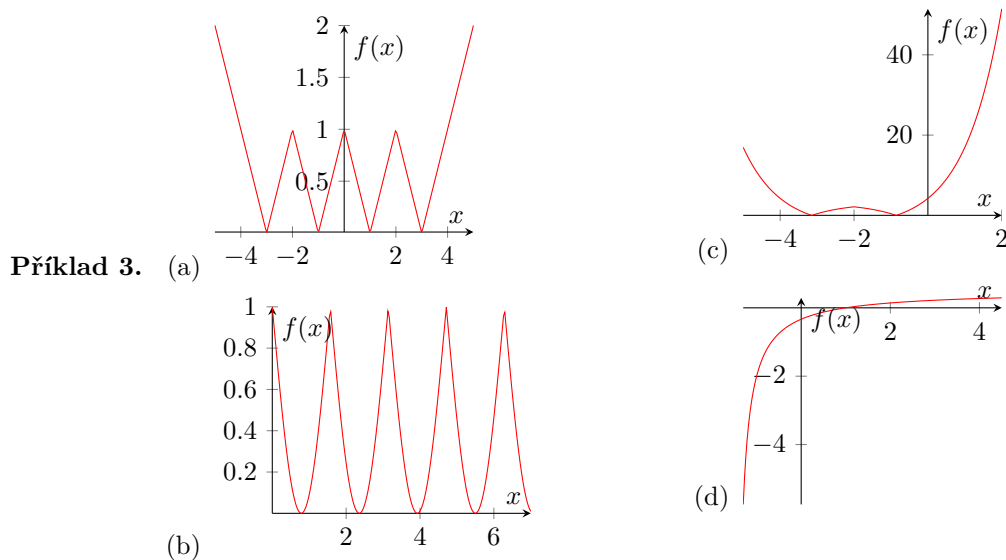 2
f(x)
1.5
1
0.5
x
−4 −2 2 4
Příklad 3. (a)
40
f(x)
20
x
−4 −2 2
(c)
1
f(x)
0.8
0.6
0.4
0.2
x
2 4 6
(b)
x
f(x) 2 4
−2
−4
(d)